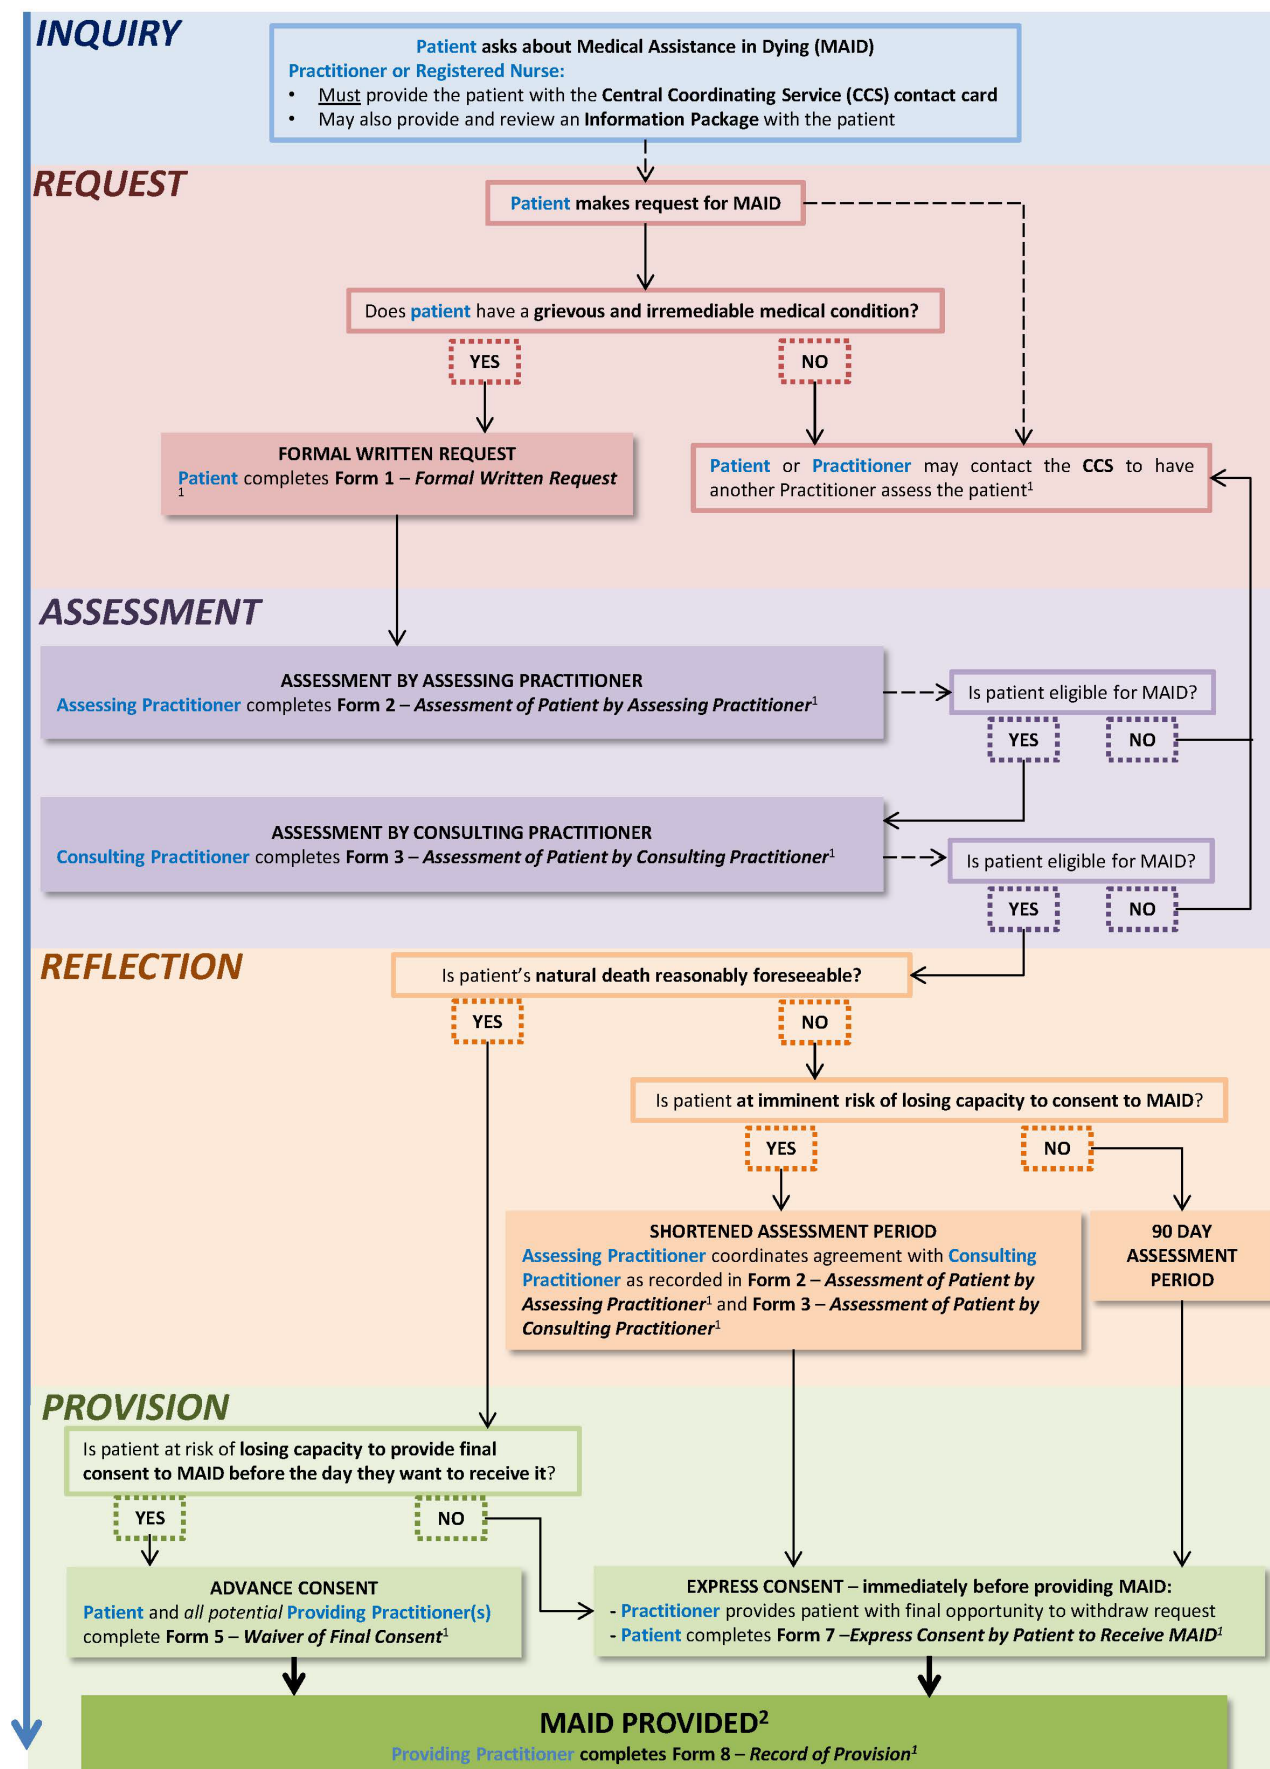 INQUIRY
Patient asks about Medical Assistance in Dying (MAID)
Practitioner or Registered Nurse:
• Must provide the patient with the Central Coordinating Service (CCS) contact card
• May also provide and review an Information Package with the patient
REQUEST
Patient makes request for MAID
Does patient have a grievous and irremediable medical condition?
YES
NO
FORMAL WRITTEN REQUEST
Patient completes Form 1 – Formal Written Request
1
Patient or Practitioner may contact the CCS to have
another Practitioner assess the patient1
ASSESSMENT
ASSESSMENT BY ASSESSING PRACTITIONER
Assessing Practitioner completes Form 2 – Assessment of Patient by Assessing Practitioner1
Is patient eligible for MAID?
YES
NO
ASSESSMENT BY CONSULTING PRACTITIONER
Consulting Practitioner completes Form 3 – Assessment of Patient by Consulting Practitioner1
Is patient eligible for MAID?
YES
NO
REFLECTION
Is patient's natural death reasonably foreseeable?
YES
NO
Is patient at imminent risk of losing capacity to consent to MAID?
YES
NO
SHORTENED ASSESSMENT PERIOD
Assessing Practitioner coordinates agreement with Consulting
Practitioner as recorded in Form 2 – Assessment of Patient by
Assessing Practitioner1 and Form 3 – Assessment of Patient by
Consulting Practitioner1
90 DAY
ASSESSMENT
PERIOD
PROVISION
Is patient at risk of losing capacity to provide final
consent to MAID before the day they want to receive it?
YES
NO
ADVANCE CONSENT
Patient and all potential Providing Practitioner(s)
complete Form 5 – Waiver of Final Consent1
EXPRESS CONSENT – immediately before providing MAID:
- Practitioner provides patient with final opportunity to withdraw request
- Patient completes Form 7 –Express Consent by Patient to Receive MAID1
MAID PROVIDED2
Providing Practitioner completes Form 8 – Record of Provision1